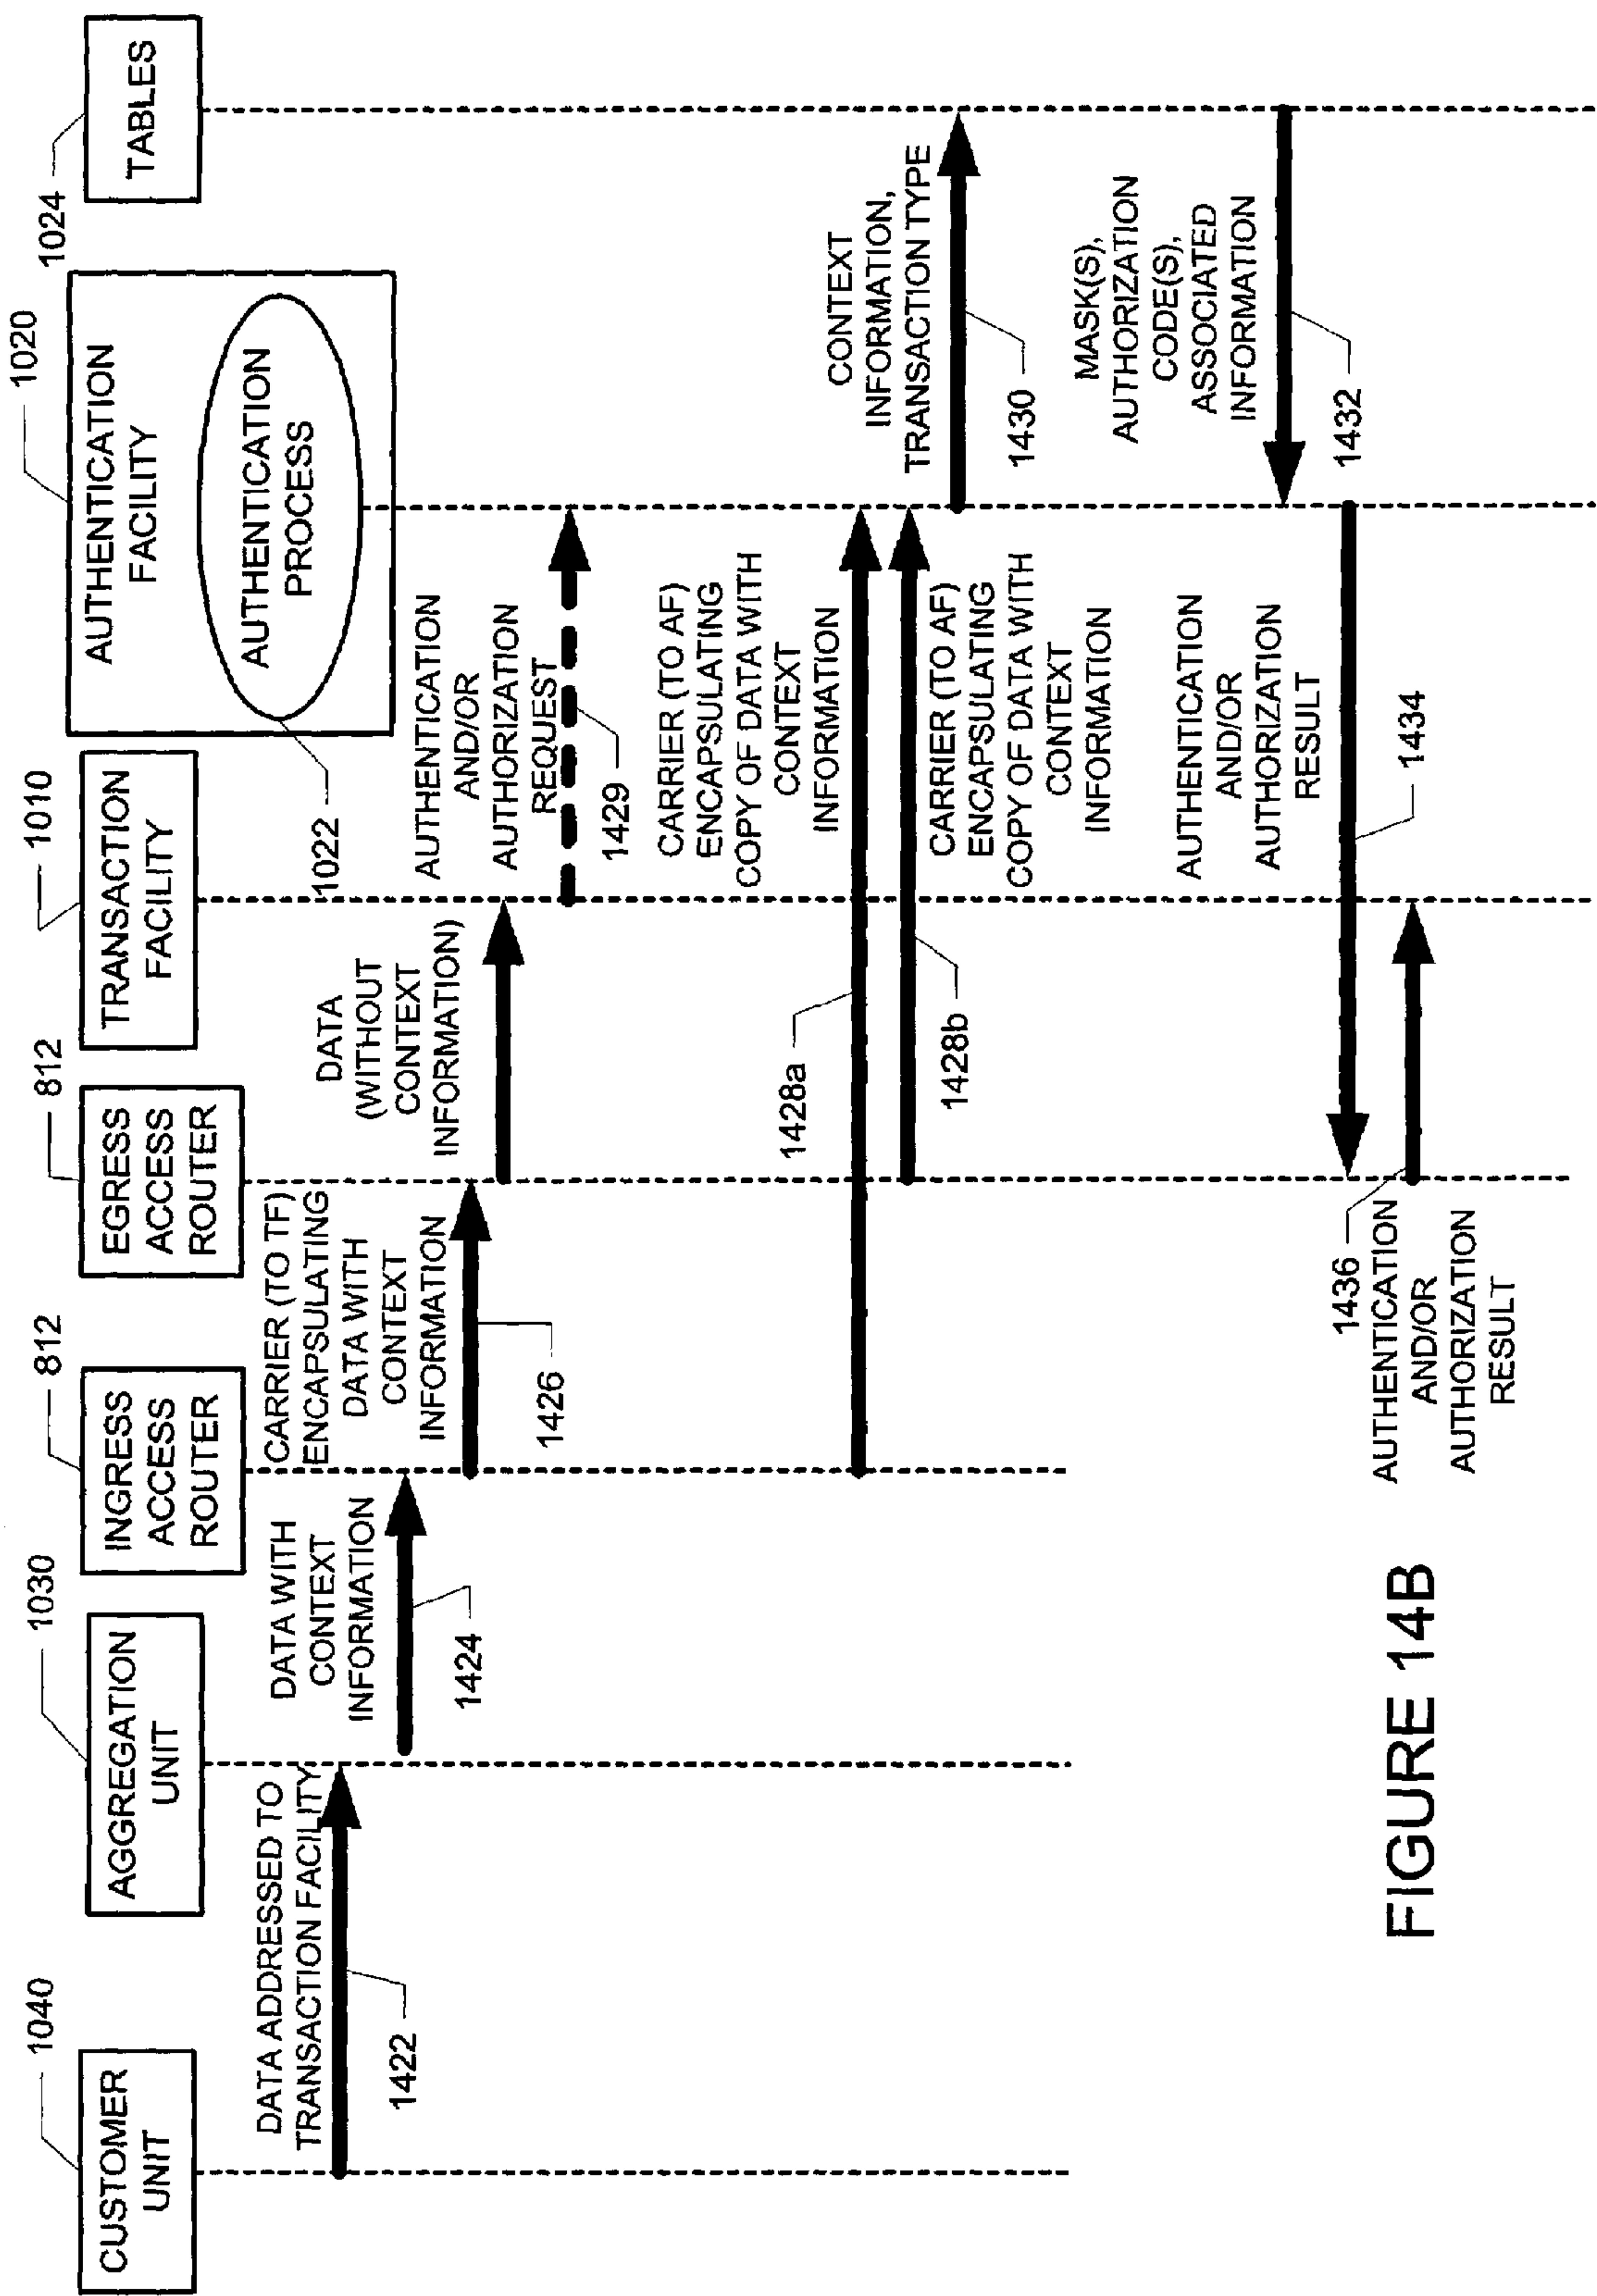 1040
CUSTOMER
UNIT
1030
AGGREGATION
UNIT
812
INGRESS
ACCESS
ROUTER
812
EGRESS
ACCESS
ROUTER
1010
TRANSACTION
FACILITY
1020
AUTHENTICATION
FACILITY
AUTHENTICATION
PROCESS
1022
1024
TABLES
DATA ADDRESSED TO
TRANSACTION FACILITY
1422
DATA WITH
CONTEXT
INFORMATION
1424
CARRIER (TO TF)
ENCAPSULATING
DATA WITH
CONTEXT
INFORMATION
1426
DATA
(WITHOUT
CONTEXT
INFORMATION)
AUTHENTICATION
AND/OR
AUTHORIZATION
REQUEST
1429
CARRIER (TO AF)
ENCAPSULATING
COPY OF DATA WITH
CONTEXT
INFORMATION
1428a
1428b
CARRIER (TO AF)
ENCAPSULATING
COPY OF DATA WITH
CONTEXT
INFORMATION
CONTEXT
INFORMATION,
TRANSACTION TYPE
1430
MASK(S),
AUTHORIZATION
CODE(S),
ASSOCIATED
INFORMATION
1432
AUTHENTICATION
AND/OR
AUTHORIZATION
RESULT
1434
1436
AUTHENTICATION
AND/OR
AUTHORIZATION
RESULT
FIGURE 14B